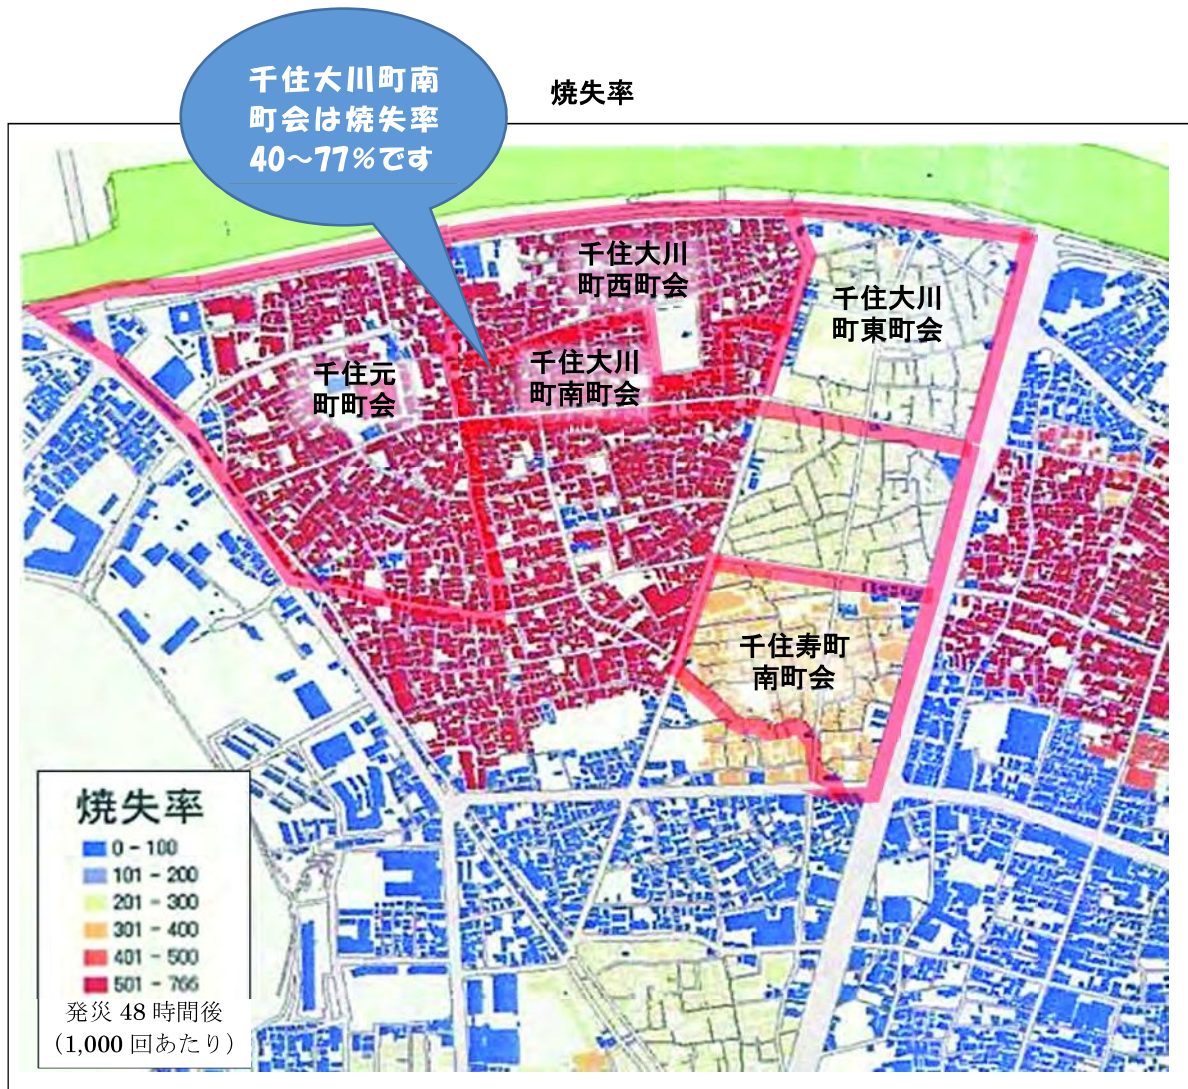 千住大川町南
町会は焼失率
40～77％です
焼失率
千住大川
町西町会
千住大川
町東町会
千住大川
町南町会
千住元
町町会
千住寿町
南町会
焼失率
0 - 100
101 - 200
201 - 300
301 - 400
401 - 500
501 - 766
発災 48 時間後
（1,000 回あたり）